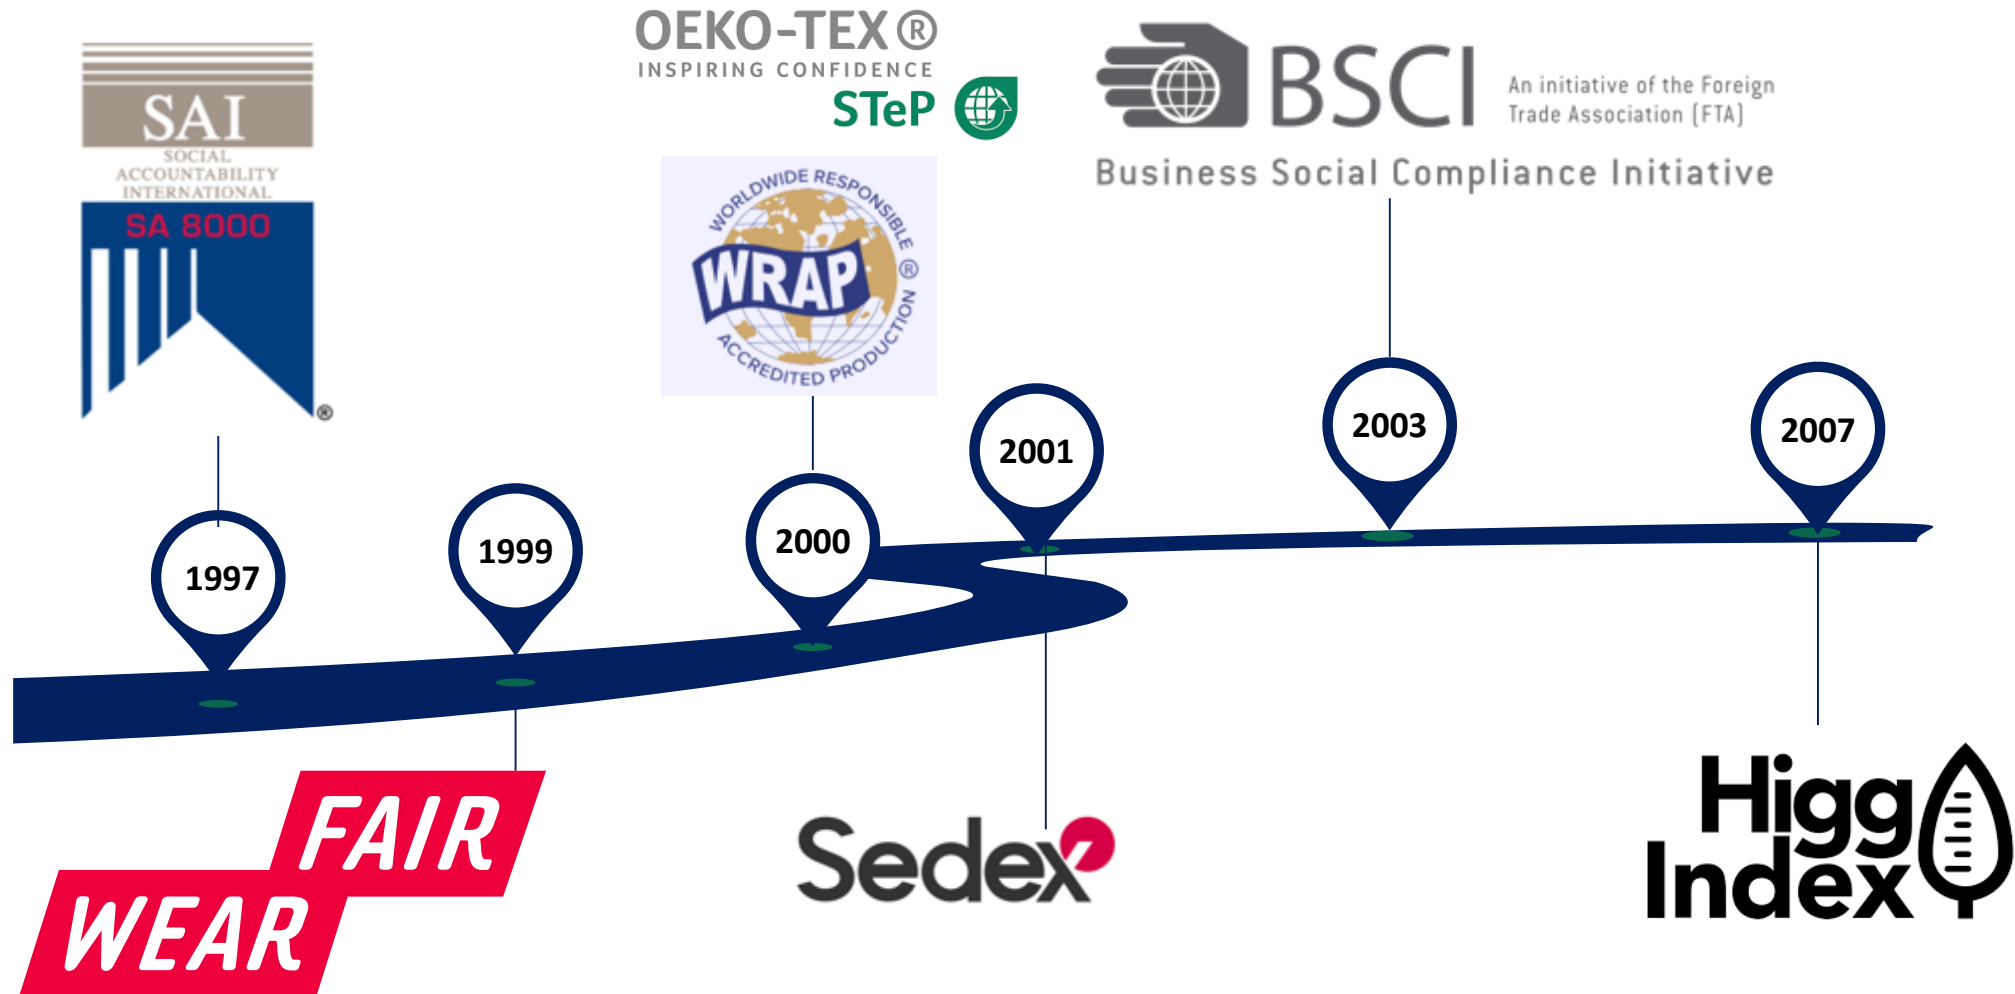 OEKO-TEX®
INSPIRING CONFIDENCE
STeP
SAI
SOCIAL
ACCOUNTABILITY
INTERNATIONAL
SA 8000
®
WORLDWIDE RESPONSIBLE
WRAP
®
ACCREDITED PRODUCTION
BSCI
An initiative of the Foreign
Trade Association (FTA)
Business Social Compliance Initiative
1997
1999
2000
2001
2003
2007
FAIR
WEAR
Sedex
Higg
Index